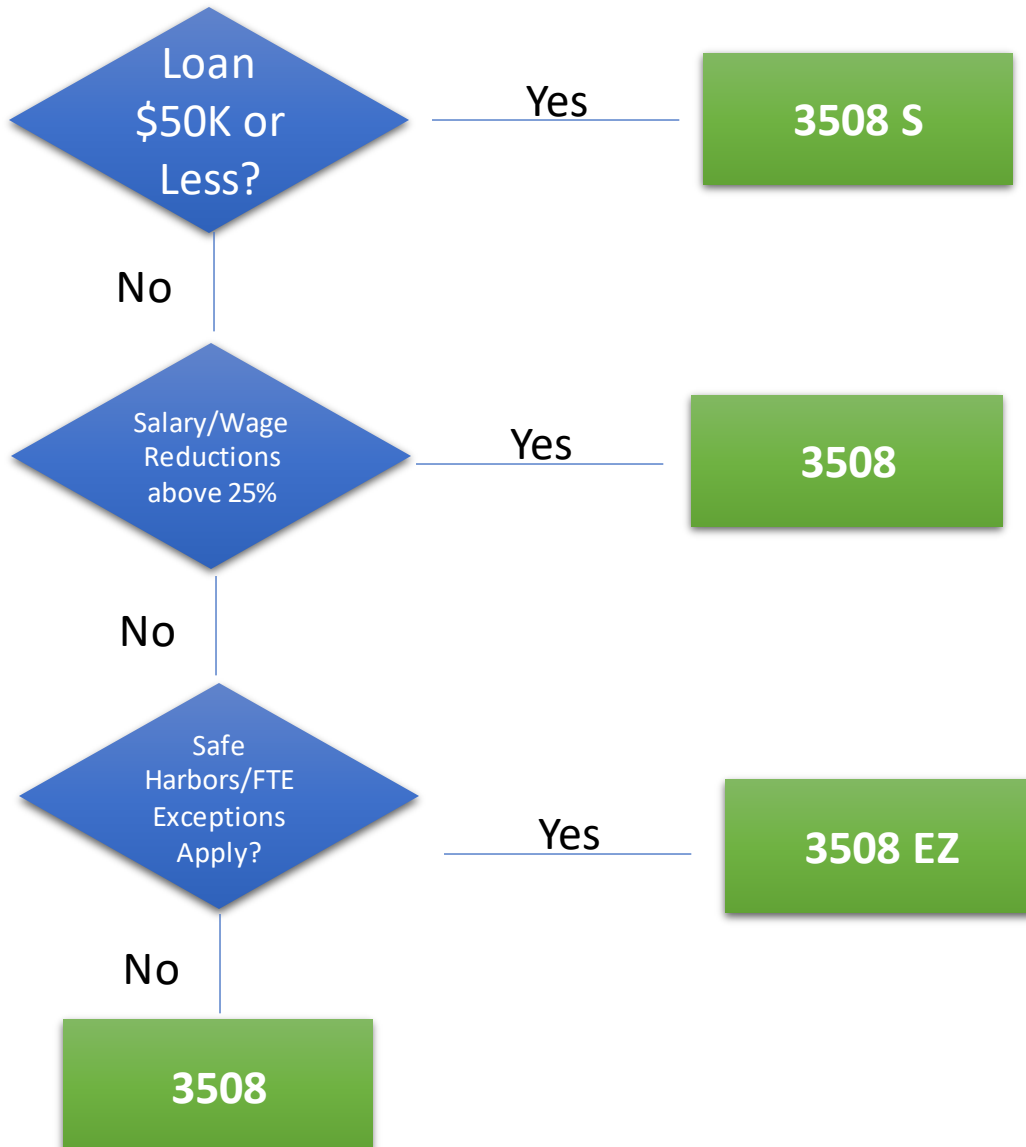 Loan
$50K or
Less?
Yes
3508 S
No
Salary/Wage
Reductions
above 25%
Yes
3508
No
Safe
Harbors/FTE
Exceptions
Apply?
Yes
3508 EZ
No
3508